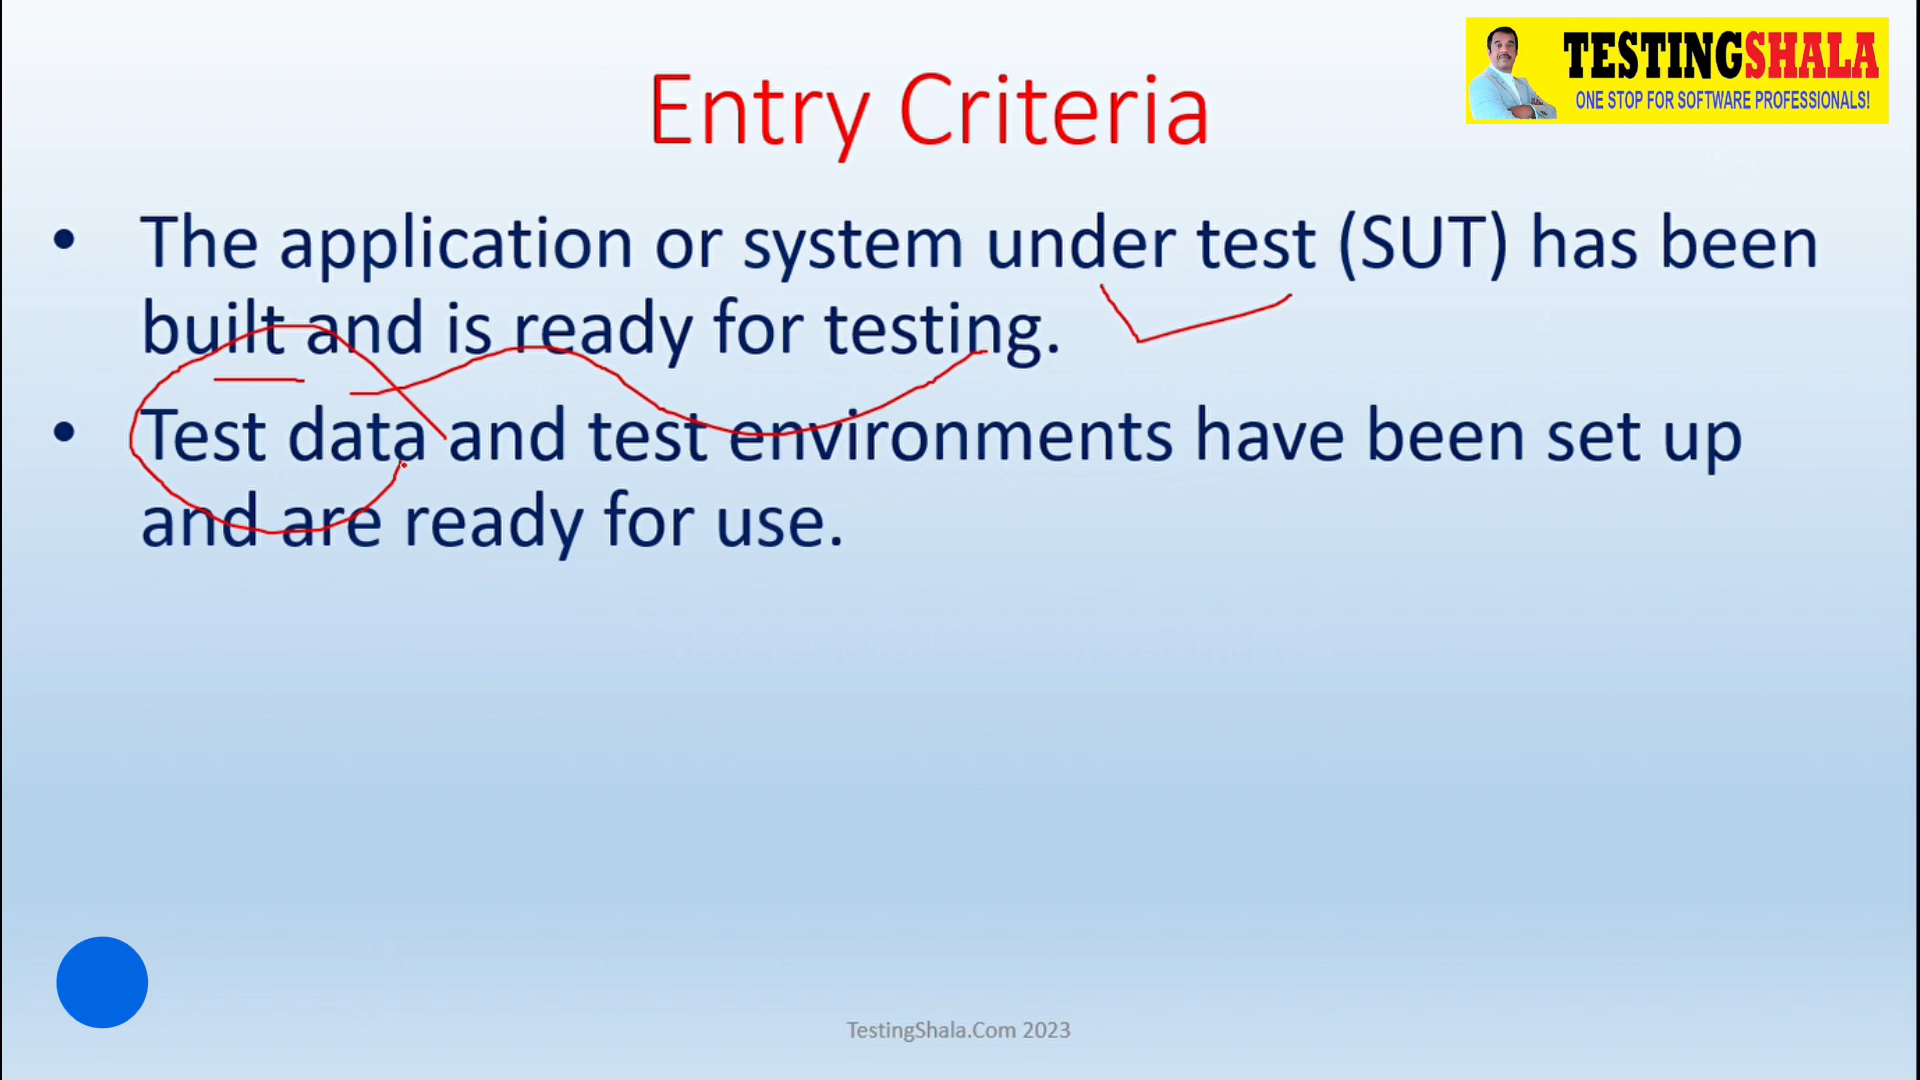 TESTINGSHALA
ONE STOP FOR SOFTWARE PROFESSIONALS!
Entry Criteria
• The application or system under test (SUT) has been
built and is ready for testing.
• Test data and test environments have been set up
and are ready for use.
TestingShala.Com 2023